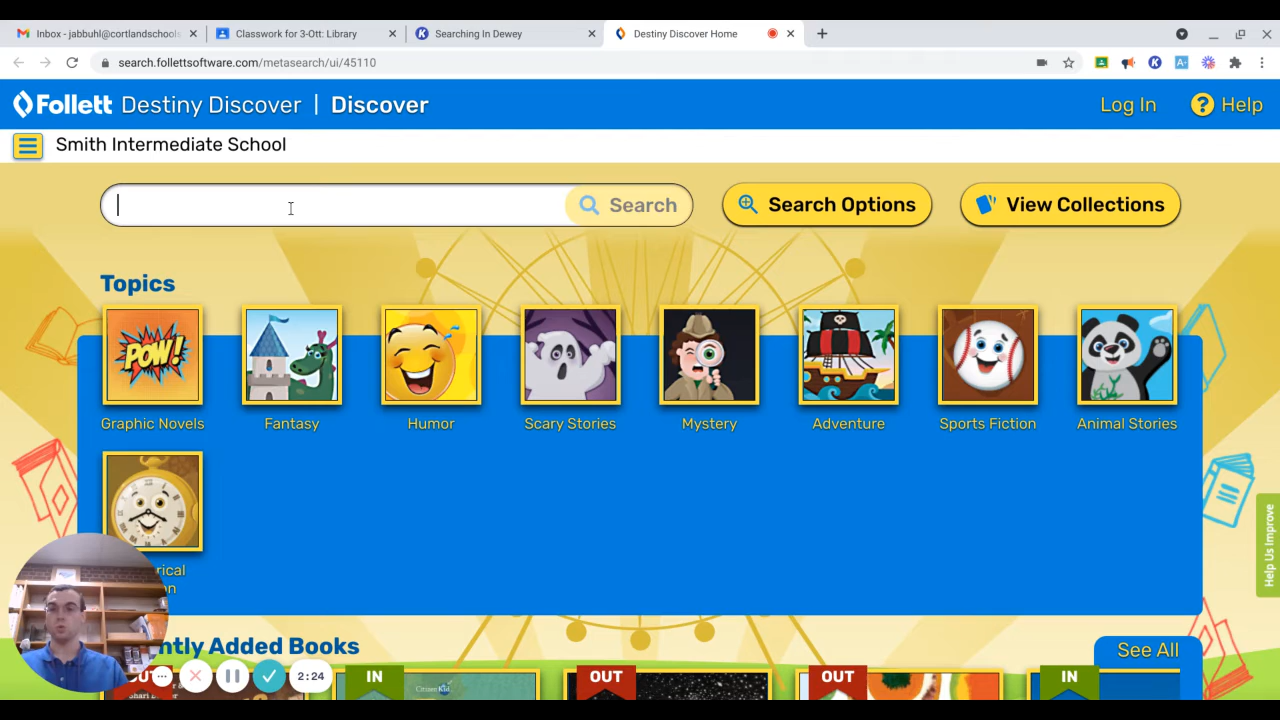 Inbox - jabbuhl@cortlandschools
Classwork for 3-Ott: Library
Searching In Dewey
Destiny Discover Home
search.follettsoftware.com/metasearch/ui/45110
Follett Destiny Discover | Discover
Log In
Help
Smith Intermediate School
Search
Search Options
View Collections
Topics
POW!
Graphic Novels
Fantasy
Humor
Scary Stories
Mystery
Adventure
Sports Fiction
Animal Stories
Help Us Improve
ntly Added Books
See All
2:24
IN
OUT
OUT
IN
CitizenKid